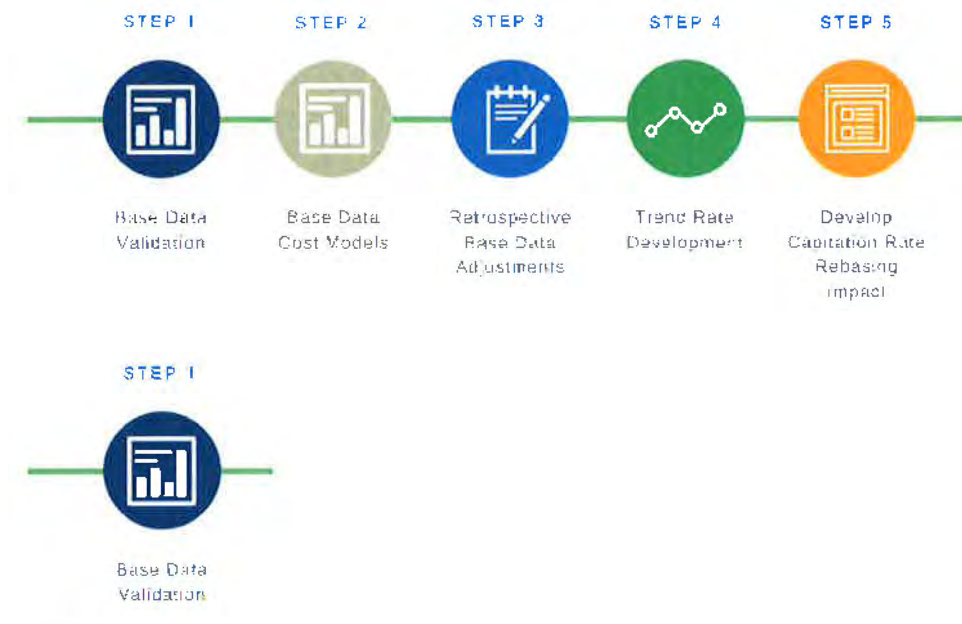 STEP 1
STEP 2
STEP 3
STEP 4
STEP 5
Base Data
Validation
Base Data
Cost Models
Retrospective
Base Data
Adjustments
Trend Rate
Development
Develop
Capitation Rate
Rebasing
Impact
STEP 1
Base Data
Validation